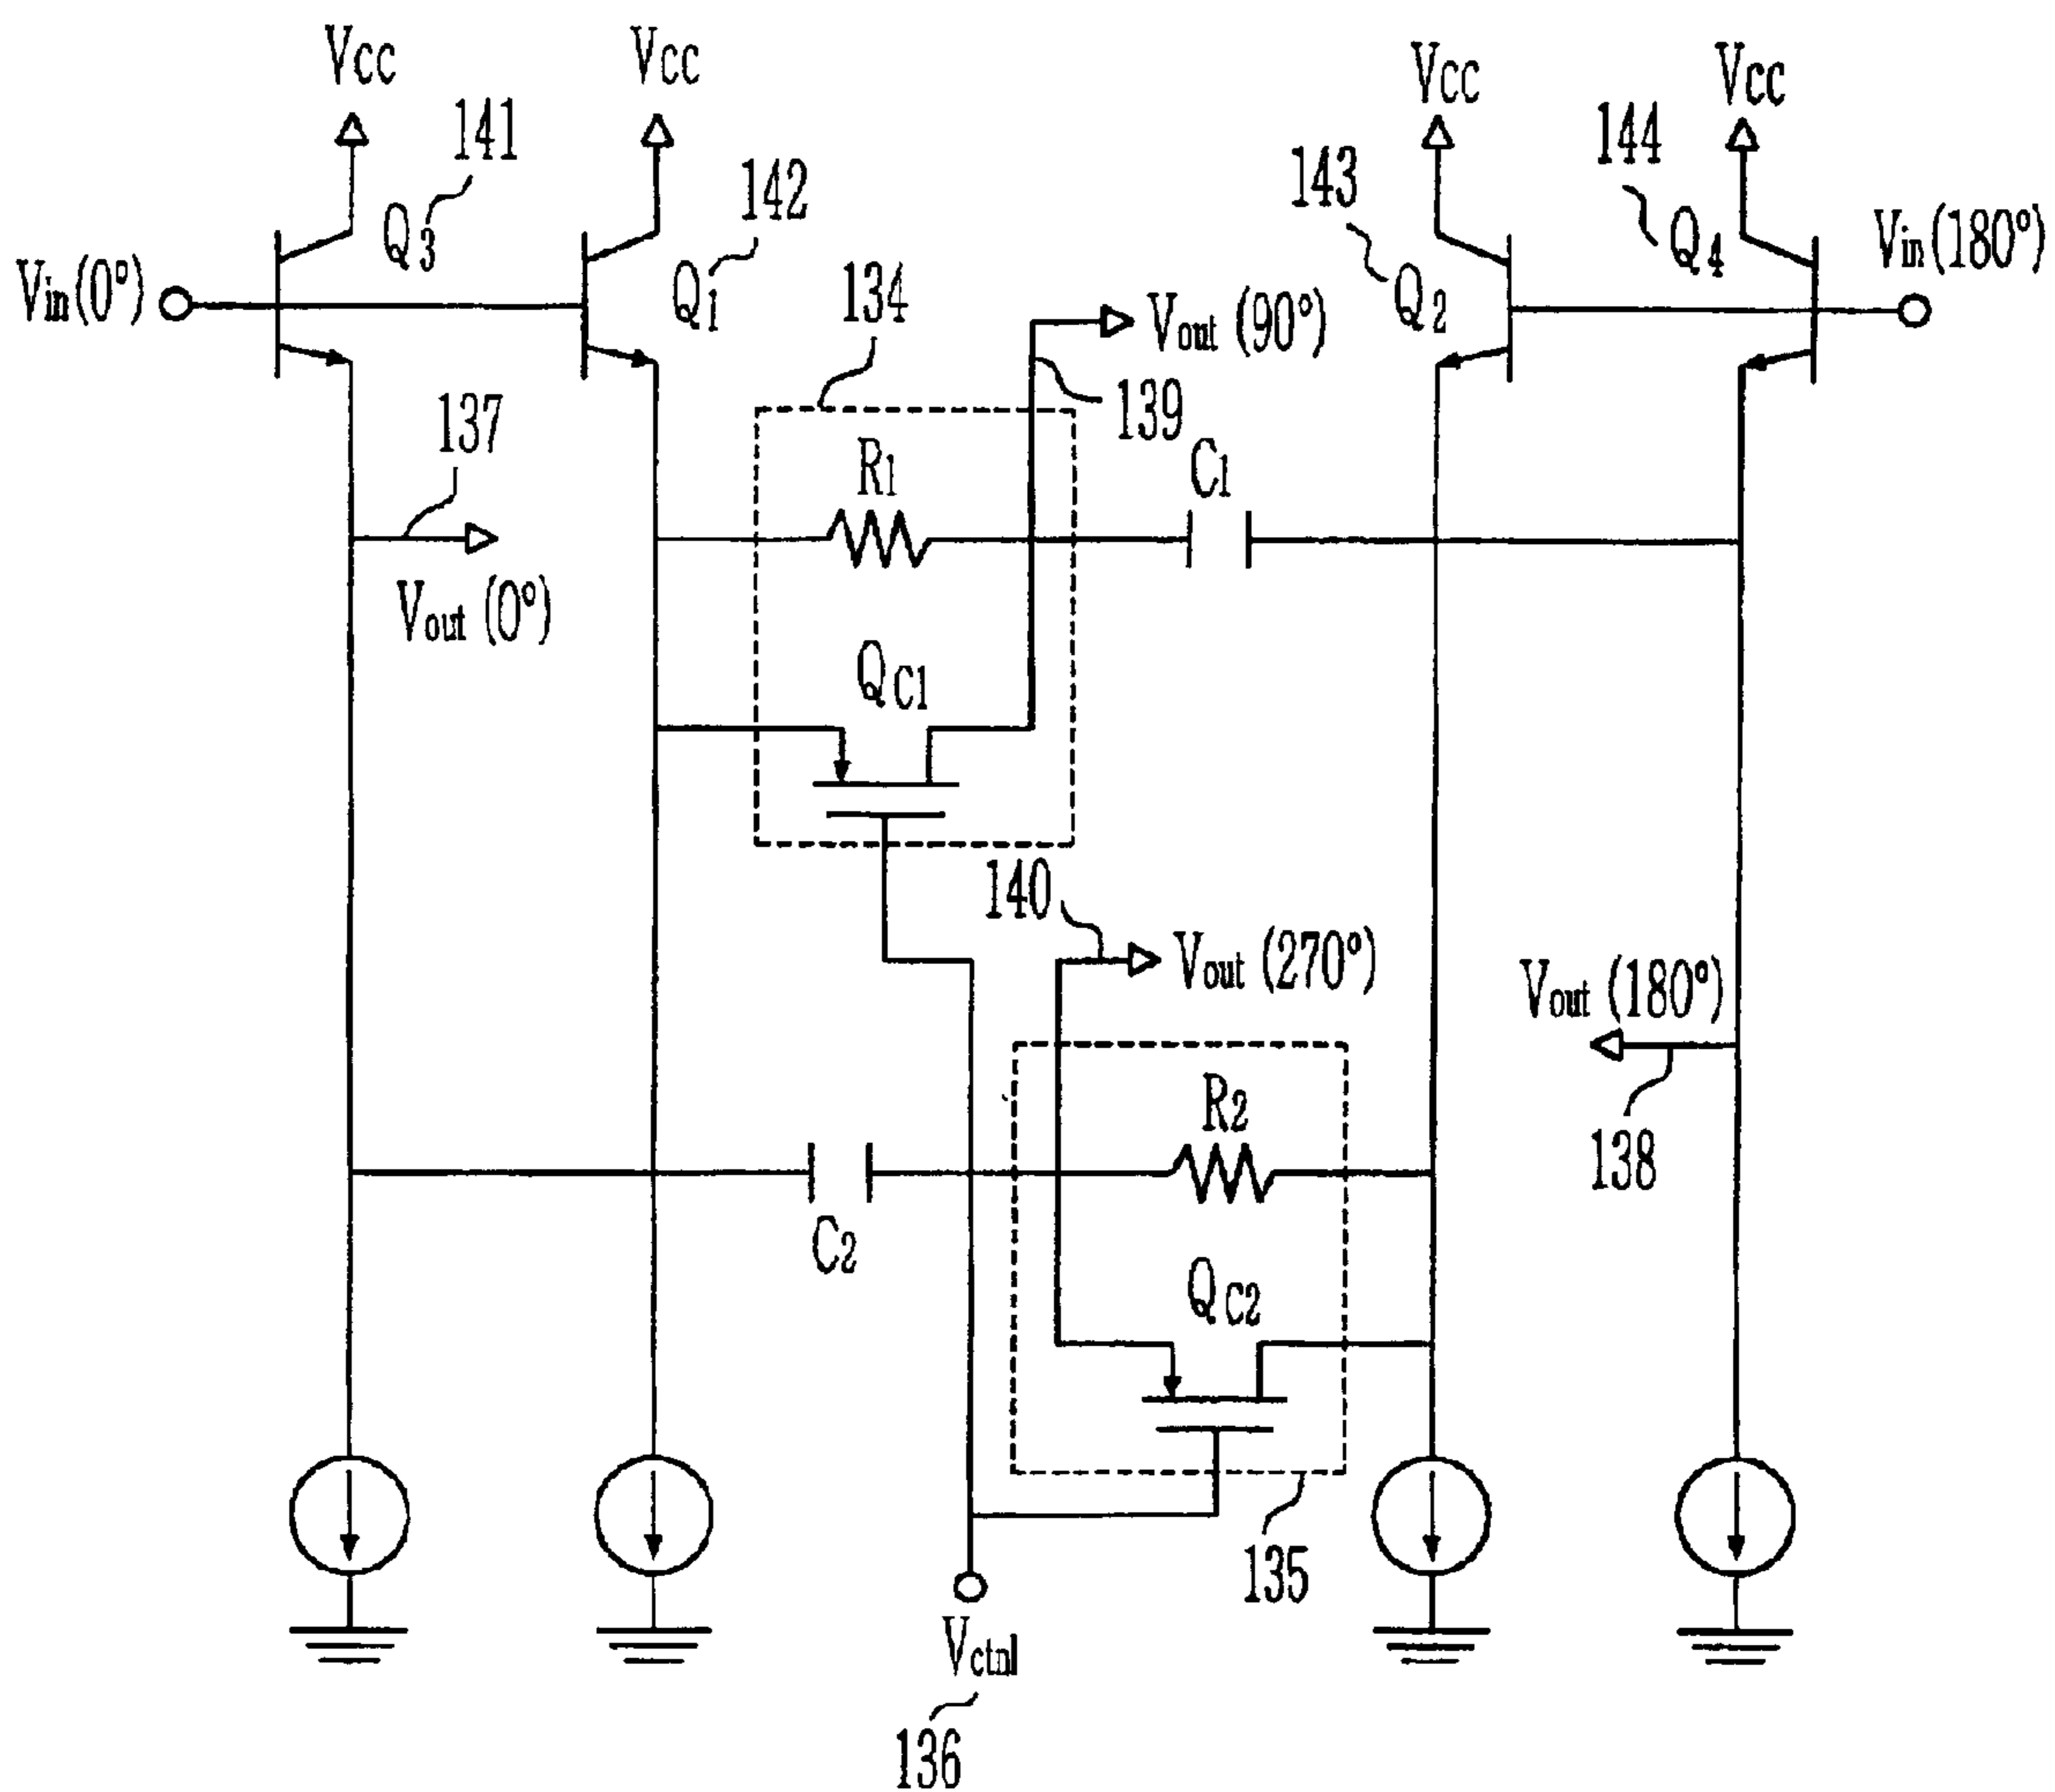 Vcc
Vcc
Vcc
Vcc
141
142
143
144
Q3
Q1
Q2
Q4
Vin (0°)
Vin (180°)
134
Vout (90°)
139
137
R1
C1
Vout (0°)
QC1
140
Vout (270°)
Vout (180°)
R2
138
C2
QC2
135
Vctnl
136